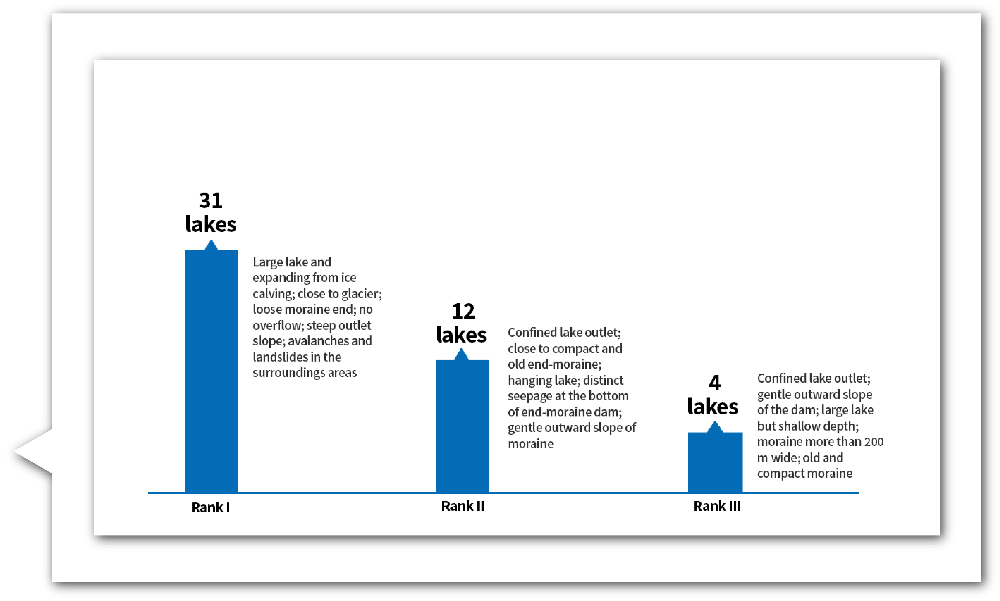 31
lakes
Large lake and
expanding from ice
calving; close to glacier;
loose moraine end; no
overflow; steep outlet
slope; avalanches and
landslides in the
surroundings areas
Rank I
12
lakes
Confined lake outlet;
close to compact and
old end-moraine;
hanging lake; distinct
seepage at the bottom
of end-moraine dam;
gentle outward slope of
moraine
Rank II
4
lakes
Confined lake outlet;
gentle outward slope
of the dam; large lake
but shallow depth;
moraine more than 200
m wide; old and
compact moraine
Rank III